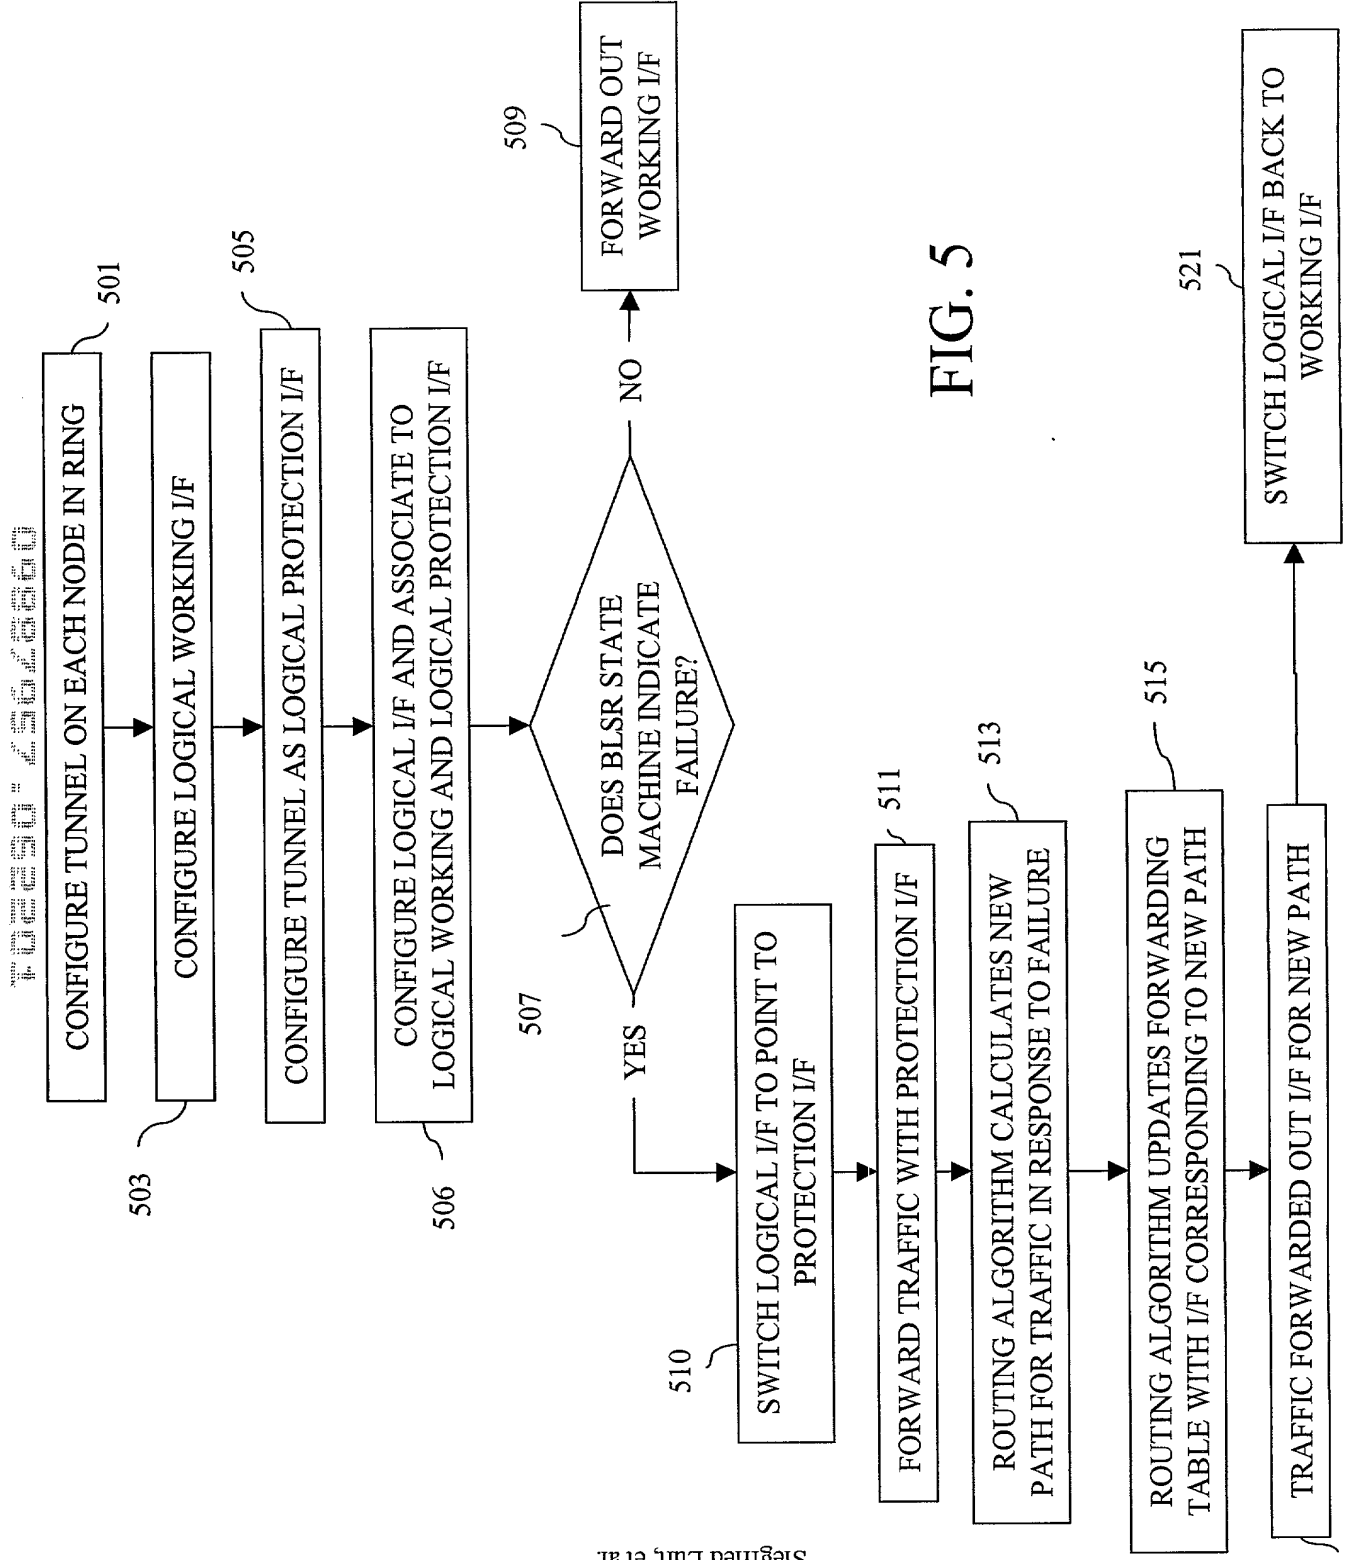 501
CONFIGURE TUNNEL ON EACH NODE IN RING
503
CONFIGURE LOGICAL WORKING I/F
505
CONFIGURE TUNNEL AS LOGICAL PROTECTION I/F
506
CONFIGURE LOGICAL I/F AND ASSOCIATE TO
LOGICAL WORKING AND LOGICAL PROTECTION I/F
507
DOES BLSR STATE
MACHINE INDICATE
FAILURE?
NO
509
FORWARD OUT
WORKING I/F
YES
510
SWITCH LOGICAL I/F TO POINT TO
PROTECTION I/F
511
FORWARD TRAFFIC WITH PROTECTION I/F
513
ROUTING ALGORITHM CALCULATES NEW
PATH FOR TRAFFIC IN RESPONSE TO FAILURE
515
ROUTING ALGORITHM UPDATES FORWARDING
TABLE WITH I/F CORRESPONDING TO NEW PATH
TRAFFIC FORWARDED OUT I/F FOR NEW PATH
521
SWITCH LOGICAL I/F BACK TO
WORKING I/F
FIG. 5
et al.